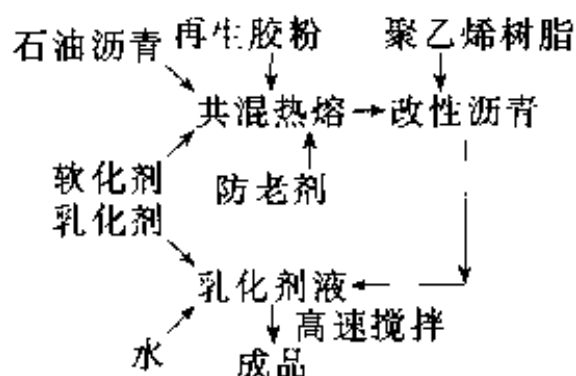 石油沥青
再生胶粉
聚乙烯树脂
共混热熔
改性沥青
软化剂
防老剂
乳化剂
乳化剂液
高速搅拌
水
成品